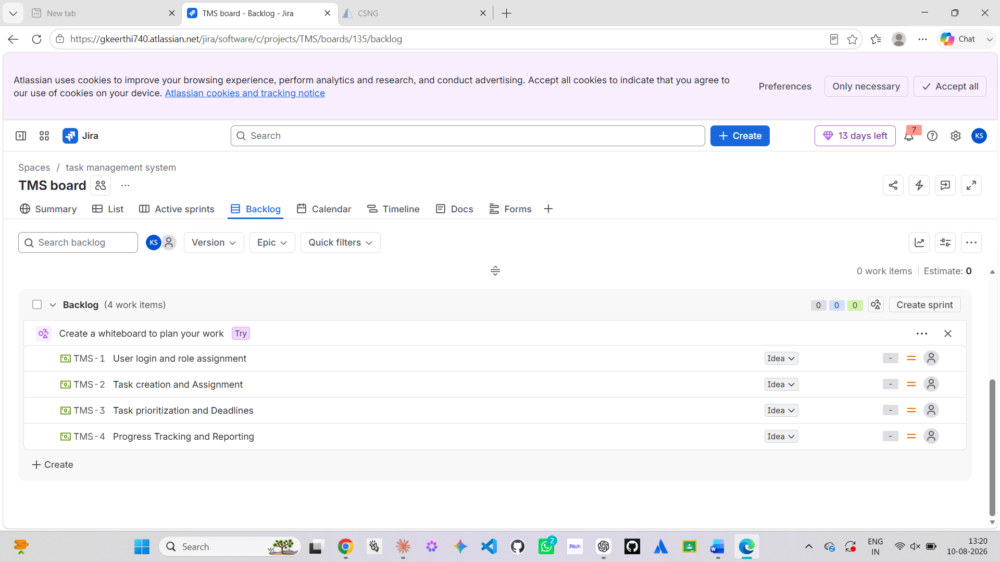 New tab
TMS board - Backlog - Jira
CSNG
https://gkeerthi740.atlassian.net/jira/software/c/projects/TMS/boards/135/backlog
Chat
Atlassian uses cookies to improve your browsing experience, perform analytics and research, and conduct advertising. Accept all cookies to indicate that you agree to
our use of cookies on your device. Atlassian cookies and tracking notice
Preferences
Only necessary
Accept all
Jira
Search
Create
13 days left
7
KS
Spaces / task management system
TMS board
Summary
List
Active sprints
Backlog
Calendar
Timeline
Docs
Forms
Search backlog
KS
Version
Epic
Quick filters
0 work items
Estimate: 0
Backlog (4 work items)
0 0 0
Create sprint
Create a whiteboard to plan your work Try
TMS-1 User login and role assignment Idea -
TMS-2 Task creation and Assignment Idea -
TMS-3 Task prioritization and Deadlines Idea -
TMS-4 Progress Tracking and Reporting Idea -
Create
Search
2
Pitch
ENG
IN
13:20
10-08-2026